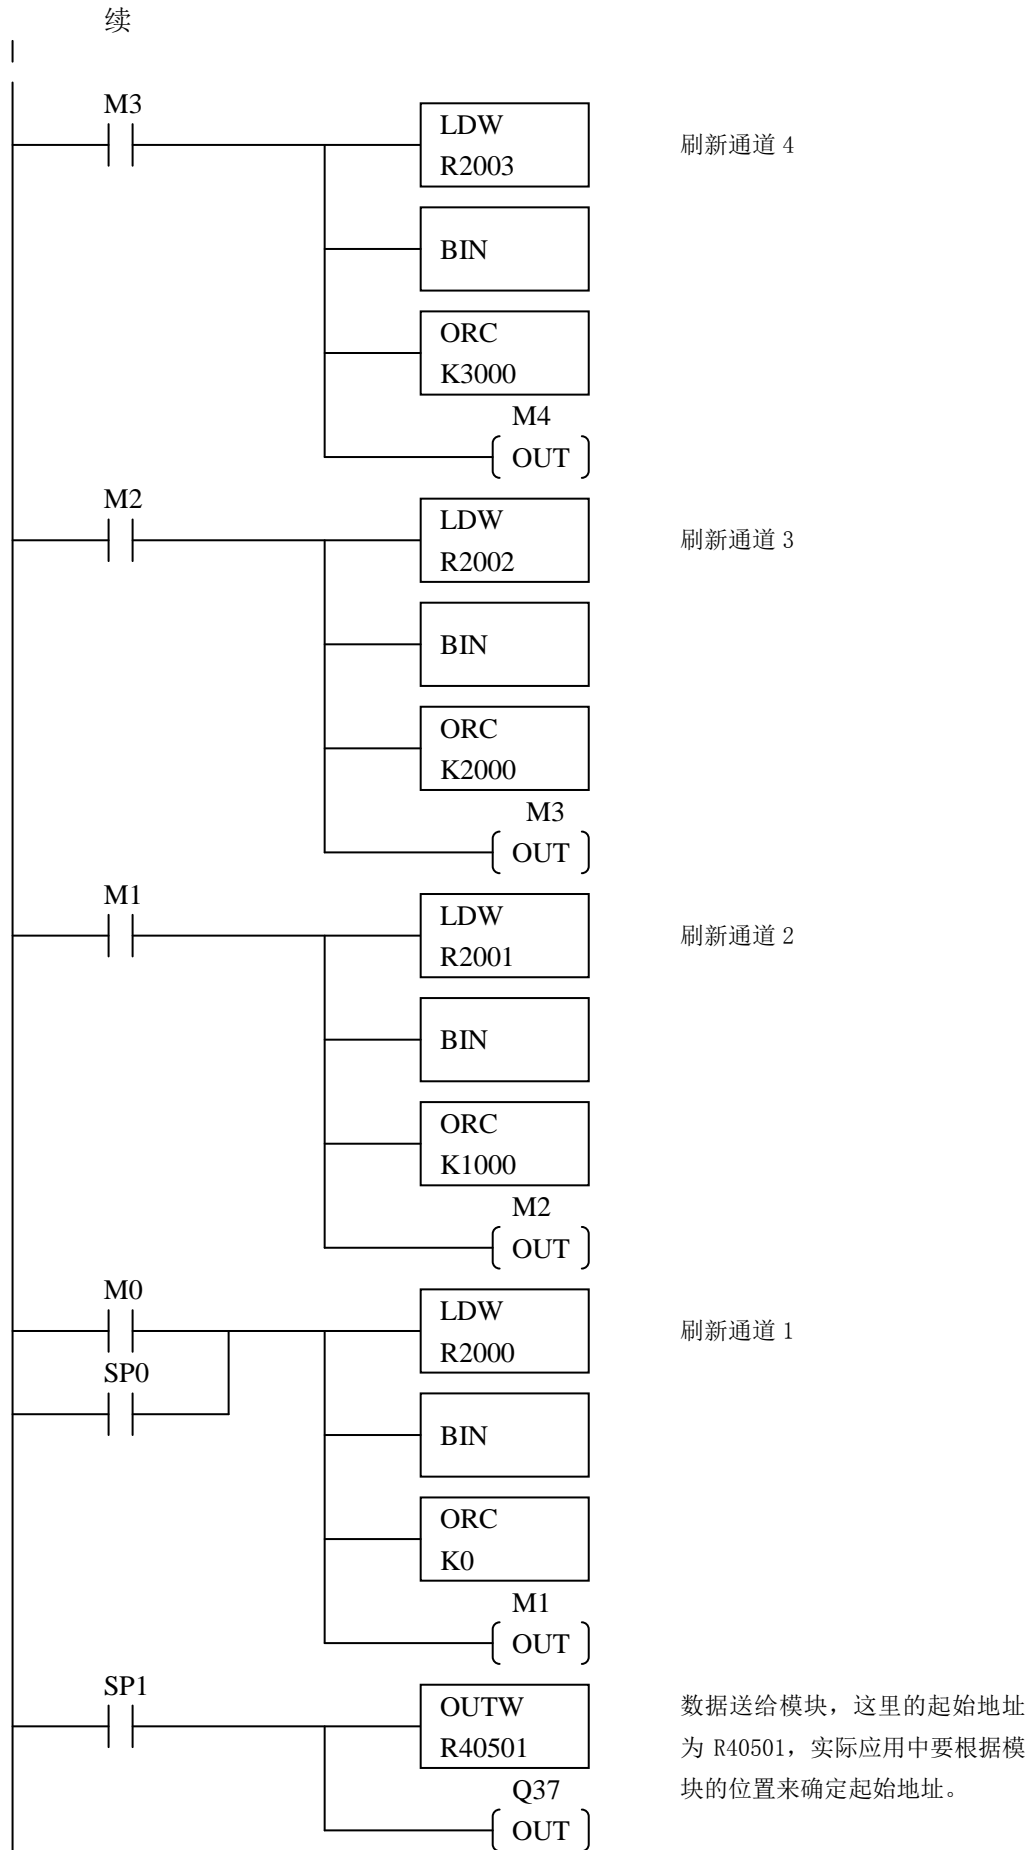 续
M3
LDW
R2003
刷新通道 4
BIN
ORC
K3000
M4
OUT
M2
LDW
R2002
刷新通道 3
BIN
ORC
K2000
M3
OUT
M1
LDW
R2001
刷新通道 2
BIN
ORC
K1000
M2
OUT
M0
LDW
R2000
刷新通道 1
SP0
BIN
ORC
K0
M1
OUT
SP1
OUTW
R40501
数据送给模块，这里的起始地址
为 R40501，实际应用中要根据模
块的位置来确定起始地址。
Q37
OUT